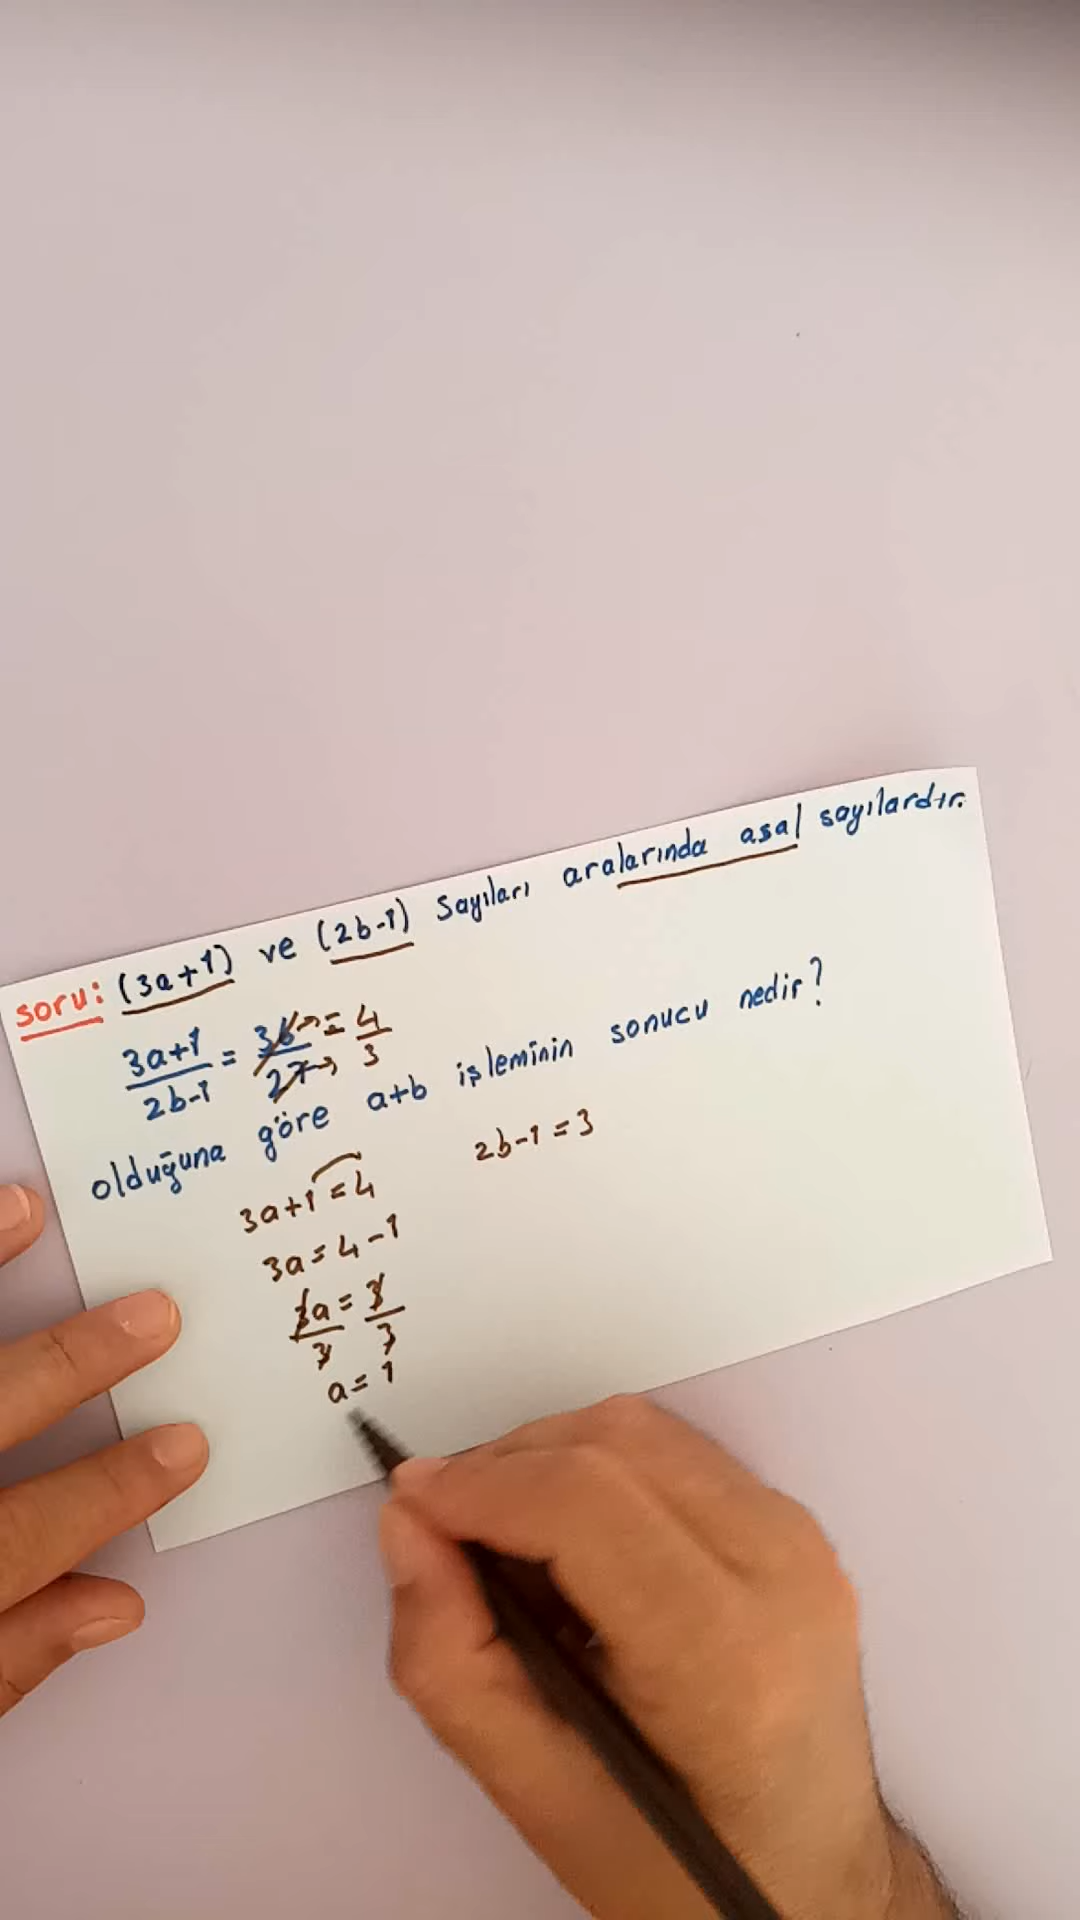 soru: (3a+1) ve (2b-1) sayıları aralarında asal sayılardır.
3a+1/2b-1 = 36/27 = 4/3
olduğuna göre a+b işleminin sonucu nedir?
3a+1=4
3a=4-1
3a/3 = 3/3
a=1
2b-1=3